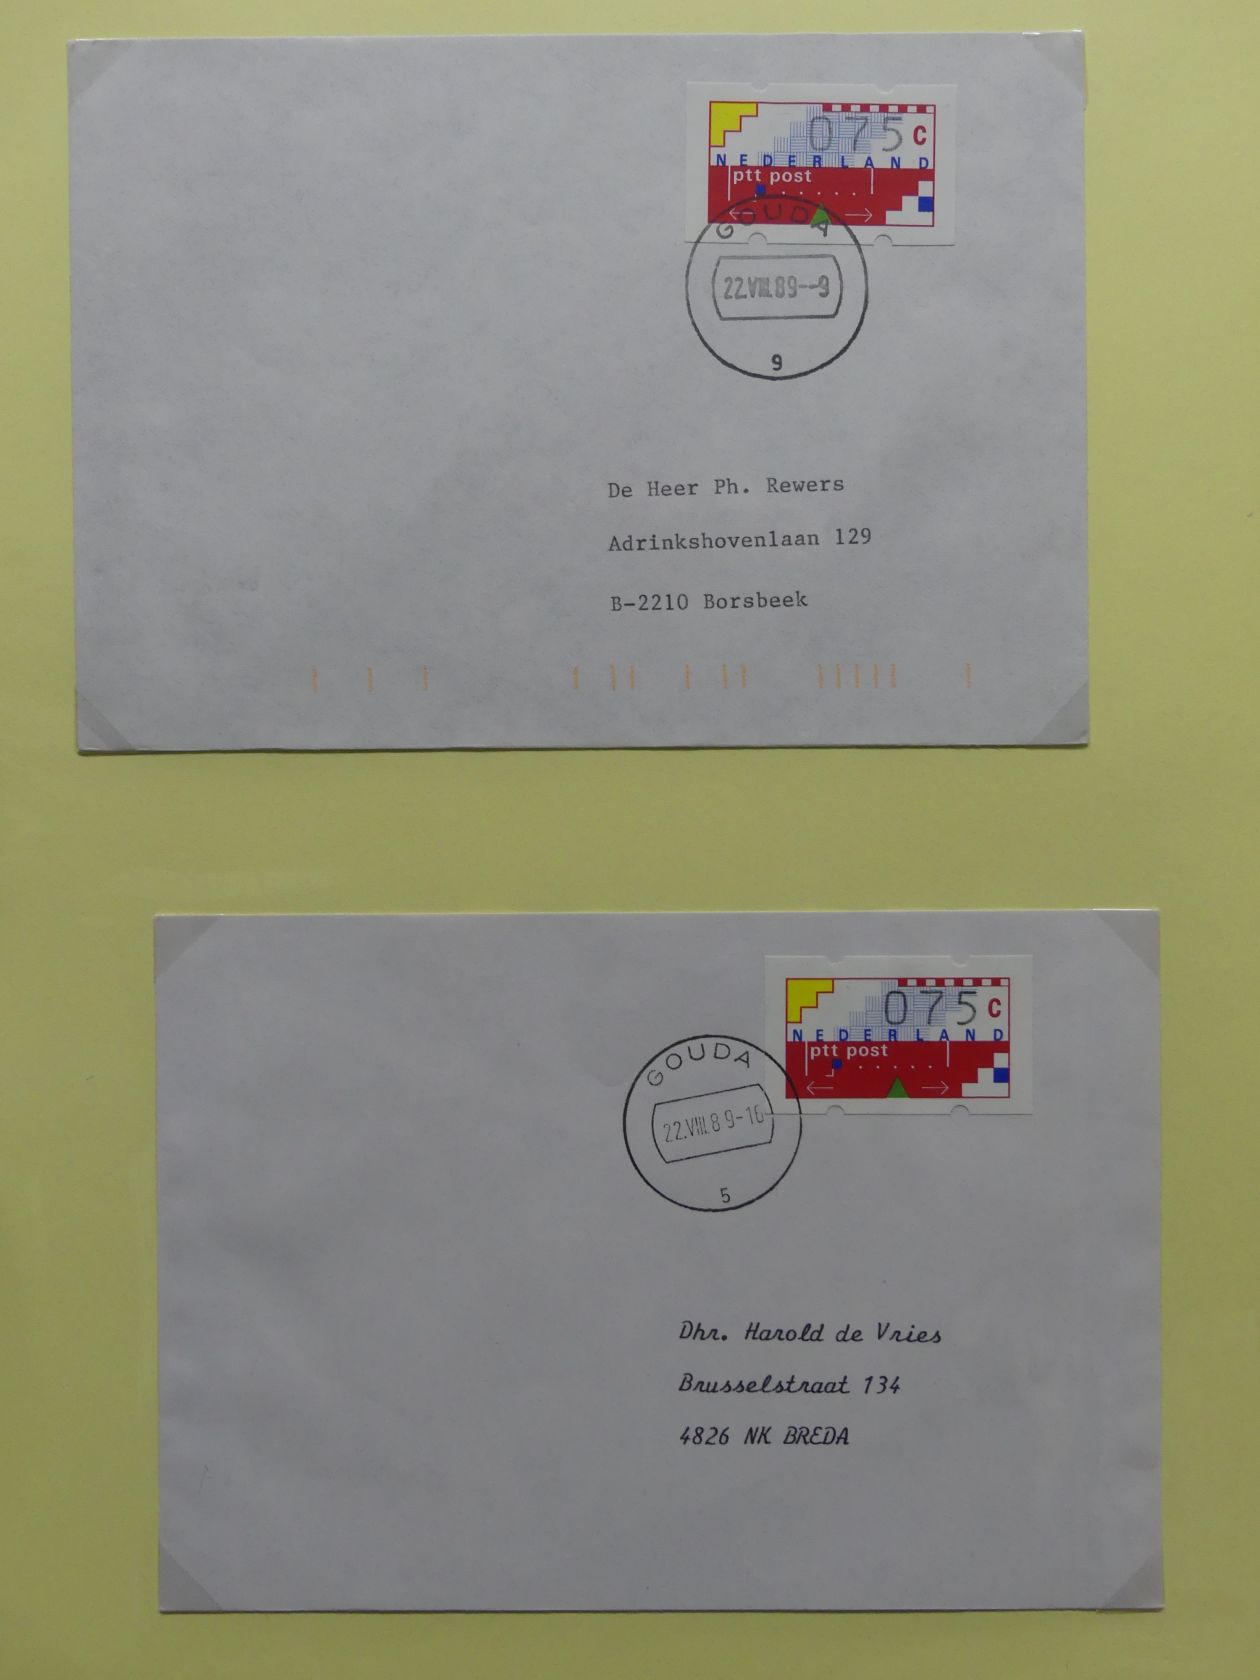 075 C
NEDERLAND
ptt post
GOUDA
22.VIII.89--9
9
De Heer Ph. Rewers
Adrinkshovenlaan 129
B-2210 Borsbeek
075 C
NEDERLAND
ptt post
GOUDA
22.VIII.89-16
5
Dhr. Harold de Vries
Brusselstraat 134
4826 NK BREDA